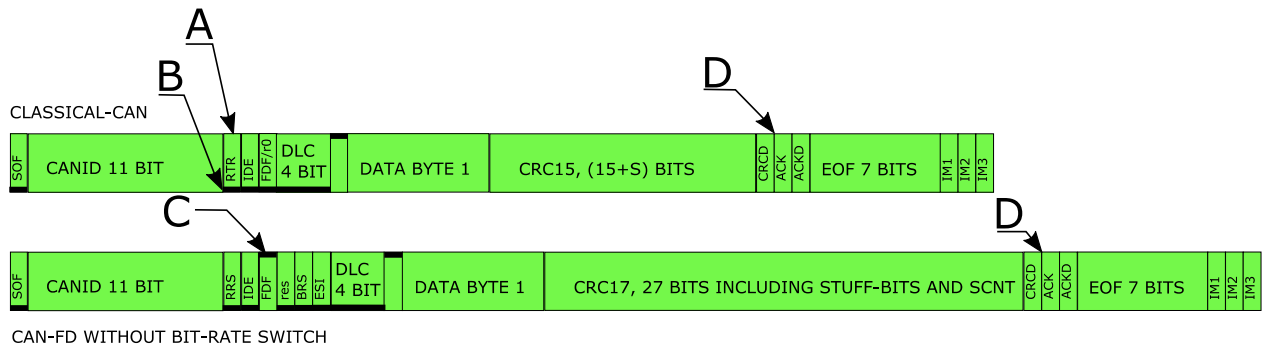 A
B
D
CLASSICAL-CAN
SOF
CANID 11 BIT
RTR
IDE
FDF/r0
DLC
4 BIT
DATA BYTE 1
CRC15, (15+S) BITS
CRCD
ACK
ACKD
EOF 7 BITS
IM1
IM2
IM3
C
D
SOF
CANID 11 BIT
RRS
IDE
FDF
res
BRS
ESI
DLC
4 BIT
DATA BYTE 1
CRC17, 27 BITS INCLUDING STUFF-BITS AND SCNT
CRCD
ACK
ACKD
EOF 7 BITS
IM1
IM2
IM3
CAN-FD WITHOUT BIT-RATE SWITCH